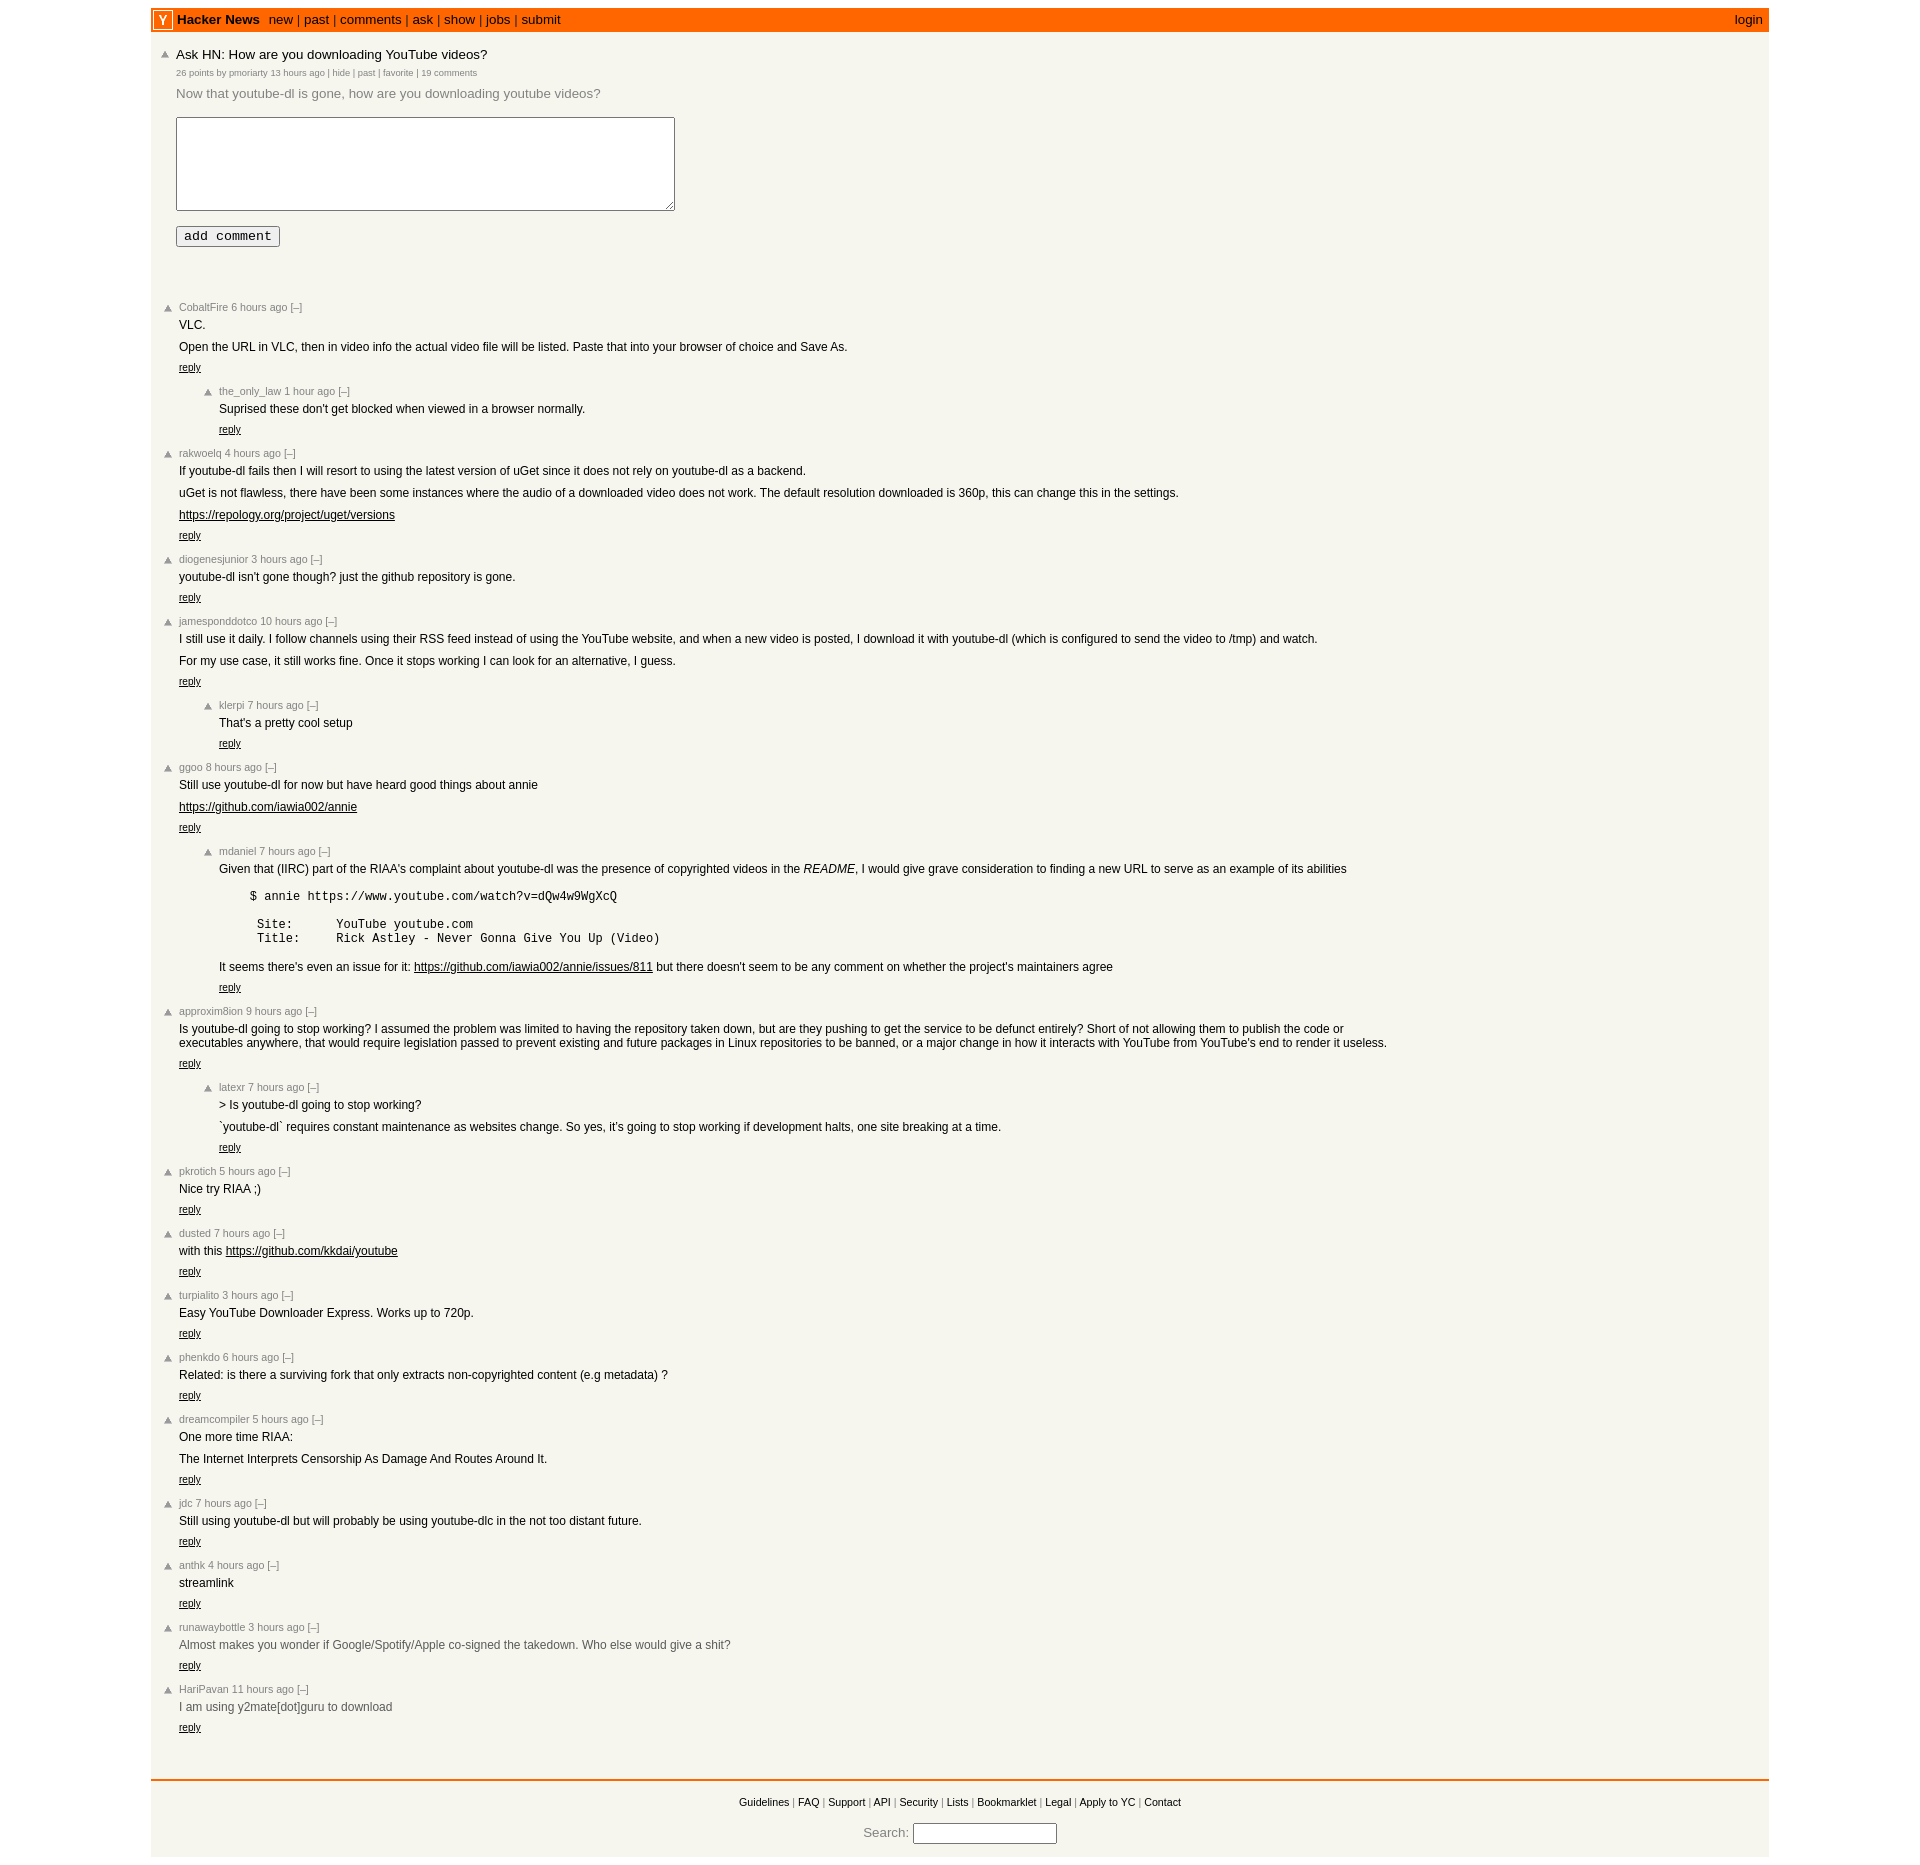 Y Hacker News new | past | comments | ask | show | jobs | submit login
Ask HN: How are you downloading YouTube videos?
26 points by pmoriarty 13 hours ago | hide | past | favorite | 19 comments
Now that youtube-dl is gone, how are you downloading youtube videos?
add comment
CobaltFire 6 hours ago [–]
VLC.
Open the URL in VLC, then in video info the actual video file will be listed. Paste that into your browser of choice and Save As.
reply
the_only_law 1 hour ago [–]
Suprised these don't get blocked when viewed in a browser normally.
reply
rakwoelq 4 hours ago [–]
If youtube-dl fails then I will resort to using the latest version of uGet since it does not rely on youtube-dl as a backend.
uGet is not flawless, there have been some instances where the audio of a downloaded video does not work. The default resolution downloaded is 360p, this can change this in the settings.
https://repology.org/project/uget/versions
reply
diogenesjunior 3 hours ago [–]
youtube-dl isn't gone though? just the github repository is gone.
reply
jamesponddotco 10 hours ago [–]
I still use it daily. I follow channels using their RSS feed instead of using the YouTube website, and when a new video is posted, I download it with youtube-dl (which is configured to send the video to /tmp) and watch.
For my use case, it still works fine. Once it stops working I can look for an alternative, I guess.
reply
klerpi 7 hours ago [–]
That's a pretty cool setup
reply
ggoo 8 hours ago [–]
Still use youtube-dl for now but have heard good things about annie
https://github.com/iawia002/annie
reply
mdaniel 7 hours ago [–]
Given that (IIRC) part of the RIAA's complaint about youtube-dl was the presence of copyrighted videos in the README, I would give grave consideration to finding a new URL to serve as an example of its abilities
$ annie https://www.youtube.com/watch?v=dQw4w9WgXcQ
Site: YouTube youtube.com
Title: Rick Astley - Never Gonna Give You Up (Video)
It seems there's even an issue for it: https://github.com/iawia002/annie/issues/811 but there doesn't seem to be any comment on whether the project's maintainers agree
reply
approxim8ion 9 hours ago [–]
Is youtube-dl going to stop working? I assumed the problem was limited to having the repository taken down, but are they pushing to get the service to be defunct entirely? Short of not allowing them to publish the code or
executables anywhere, that would require legislation passed to prevent existing and future packages in Linux repositories to be banned, or a major change in how it interacts with YouTube from YouTube's end to render it useless.
reply
latexr 7 hours ago [–]
> Is youtube-dl going to stop working?
`youtube-dl` requires constant maintenance as websites change. So yes, it's going to stop working if development halts, one site breaking at a time.
reply
pkrotich 5 hours ago [–]
Nice try RIAA ;)
reply
dusted 7 hours ago [–]
with this https://github.com/kkdai/youtube
reply
turpialito 3 hours ago [–]
Easy YouTube Downloader Express. Works up to 720p.
reply
phenkdo 6 hours ago [–]
Related: is there a surviving fork that only extracts non-copyrighted content (e.g metadata) ?
reply
dreamcompiler 5 hours ago [–]
One more time RIAA:
The Internet Interprets Censorship As Damage And Routes Around It.
reply
jdc 7 hours ago [–]
Still using youtube-dl but will probably be using youtube-dlc in the not too distant future.
reply
anthk 4 hours ago [–]
streamlink
reply
runawaybottle 3 hours ago [–]
Almost makes you wonder if Google/Spotify/Apple co-signed the takedown. Who else would give a shit?
reply
HariPavan 11 hours ago [–]
I am using y2mate[dot]guru to download
reply
Guidelines | FAQ | Support | API | Security | Lists | Bookmarklet | Legal | Apply to YC | Contact
Search: